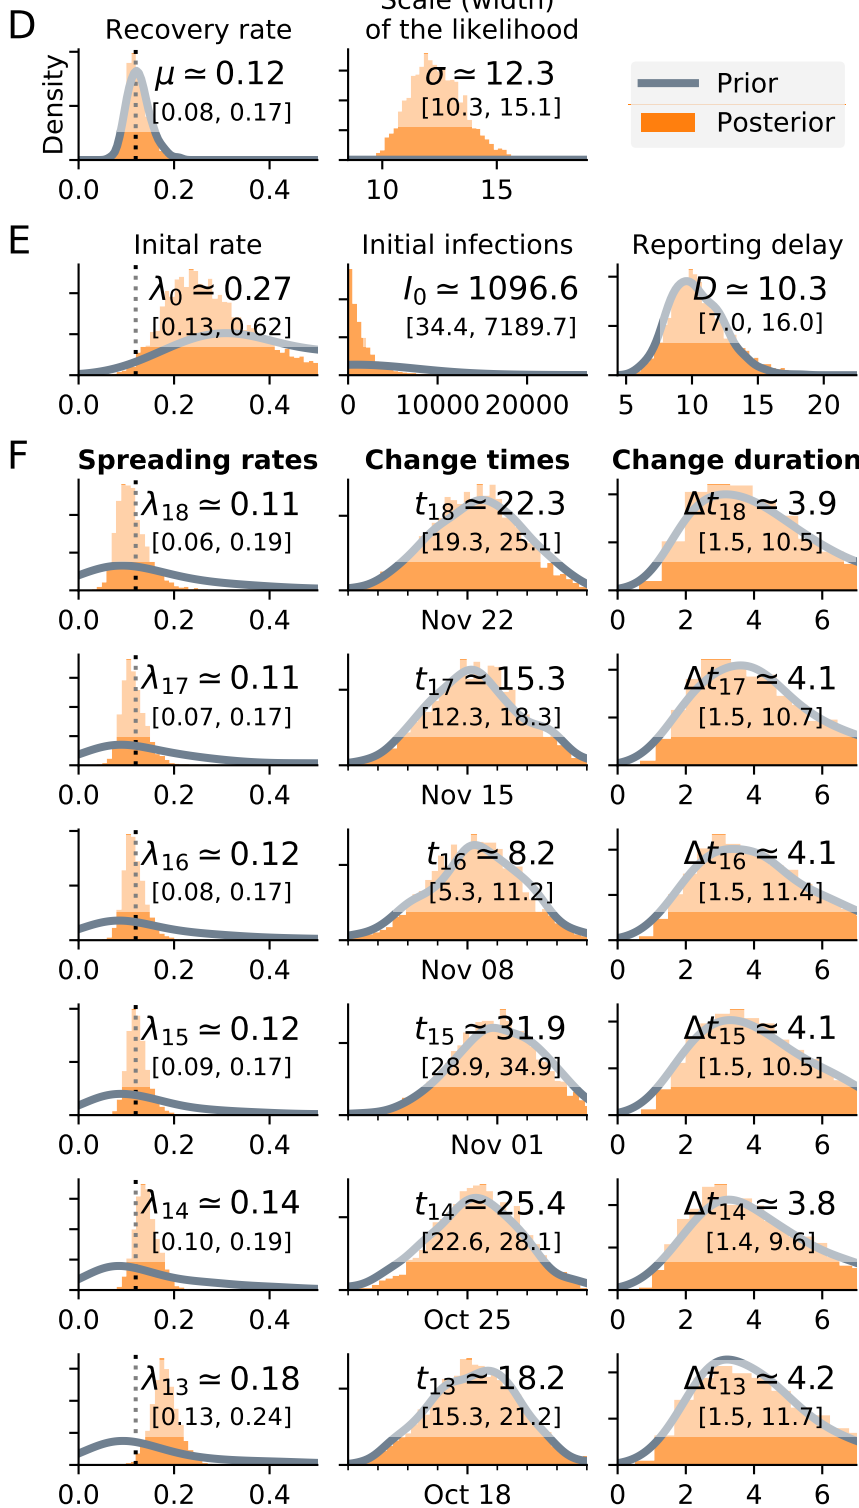 D
Scale (width)
Recovery rate
of the likelihood
Density
μ ≃ 0.12
[0.08, 0.17]
σ ≃ 12.3
[10.3, 15.1]
Prior
Posterior
0.0 0.2 0.4
10 15
E
Inital rate
Initial infections
Reporting delay
λ0 ≃ 0.27
[0.13, 0.62]
I0 ≃ 1096.6
[34.4, 7189.7]
D ≃ 10.3
[7.0, 16.0]
0.0 0.2 0.4
0 10000 20000
5 10 15 20
F
Spreading rates
Change times
Change duration
λ18 ≃ 0.11
[0.06, 0.19]
t18 ≃ 22.3
[19.3, 25.1]
Δt18 ≃ 3.9
[1.5, 10.5]
0.0 0.2 0.4
Nov 22
0 2 4 6
λ17 ≃ 0.11
[0.07, 0.17]
t17 ≃ 15.3
[12.3, 18.3]
Δt17 ≃ 4.1
[1.5, 10.7]
0.0 0.2 0.4
Nov 15
0 2 4 6
λ16 ≃ 0.12
[0.08, 0.17]
t16 ≃ 8.2
[5.3, 11.2]
Δt16 ≃ 4.1
[1.5, 11.4]
0.0 0.2 0.4
Nov 08
0 2 4 6
λ15 ≃ 0.12
[0.09, 0.17]
t15 ≃ 31.9
[28.9, 34.9]
Δt15 ≃ 4.1
[1.5, 10.5]
0.0 0.2 0.4
Nov 01
0 2 4 6
λ14 ≃ 0.14
[0.10, 0.19]
t14 ≃ 25.4
[22.6, 28.1]
Δt14 ≃ 3.8
[1.4, 9.6]
0.0 0.2 0.4
Oct 25
0 2 4 6
λ13 ≃ 0.18
[0.13, 0.24]
t13 ≃ 18.2
[15.3, 21.2]
Δt13 ≃ 4.2
[1.5, 11.7]
0.0 0.2 0.4
Oct 18
0 2 4 6